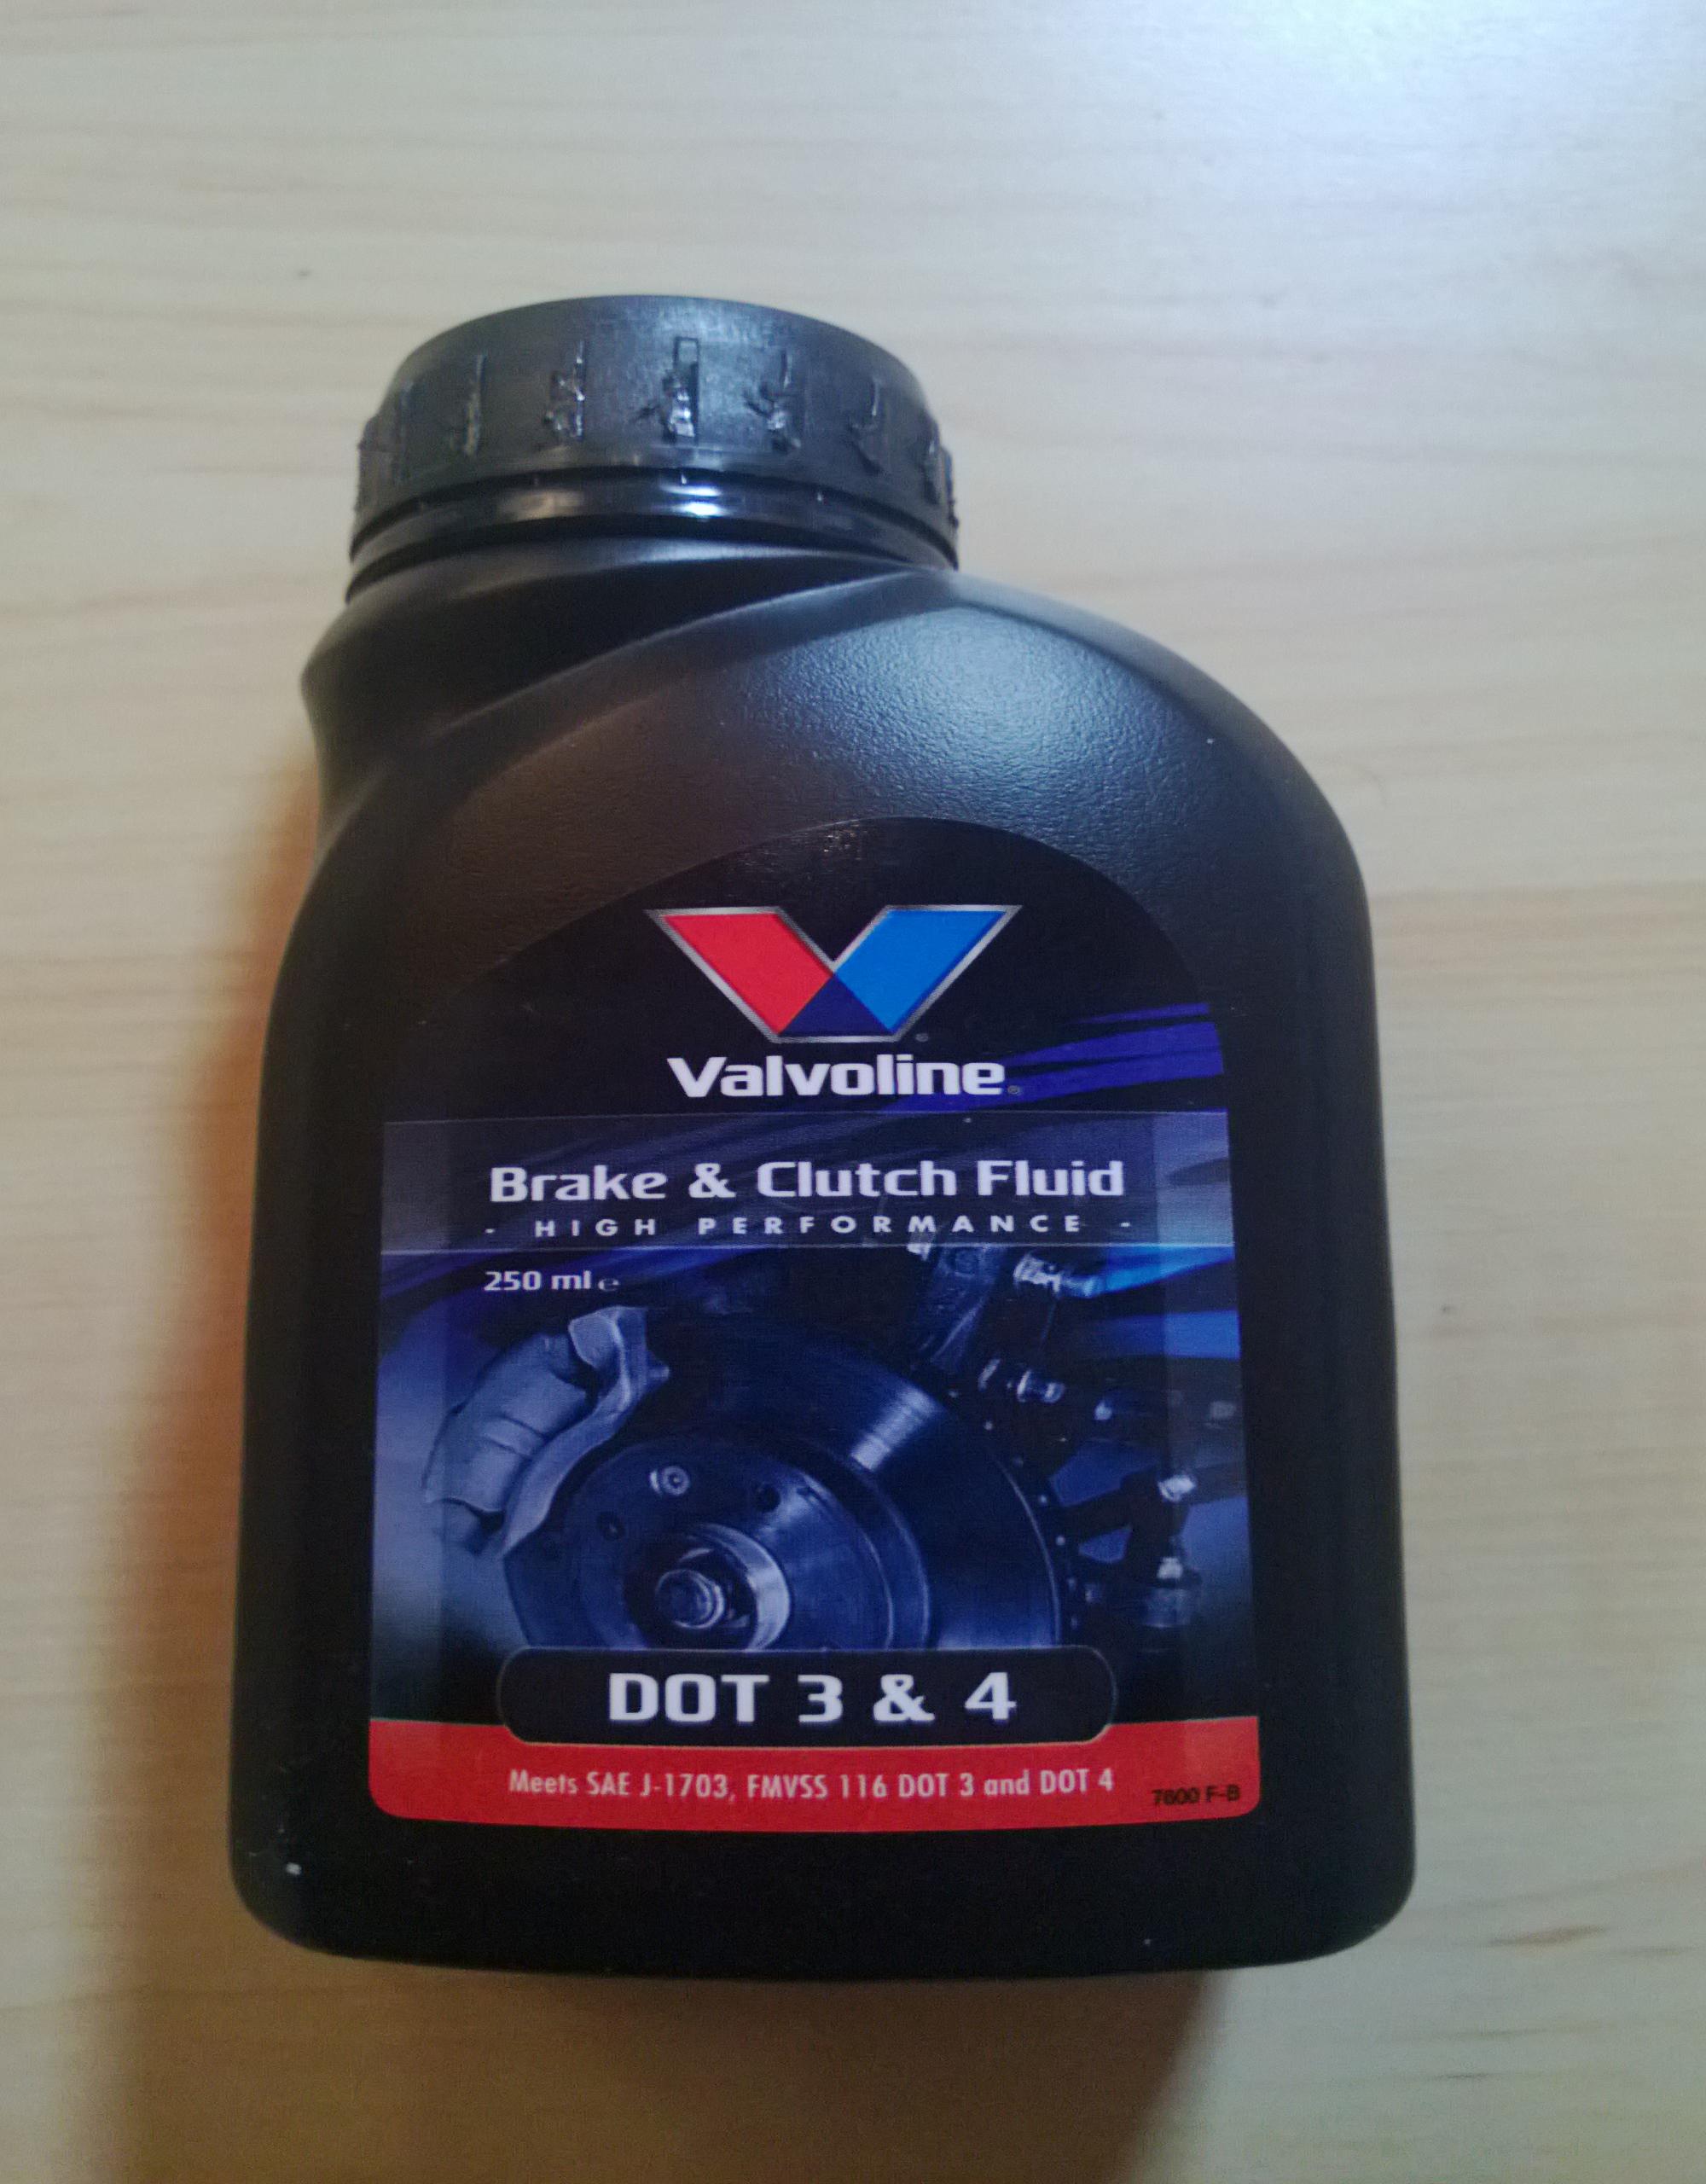 Valvoline
Brake & Clutch Fluid
- HIGH PERFORMANCE -
250 ml e
DOT 3 & 4
Meets SAE J-1703, FMVSS 116 DOT 3 and DOT 4
7600 F-B